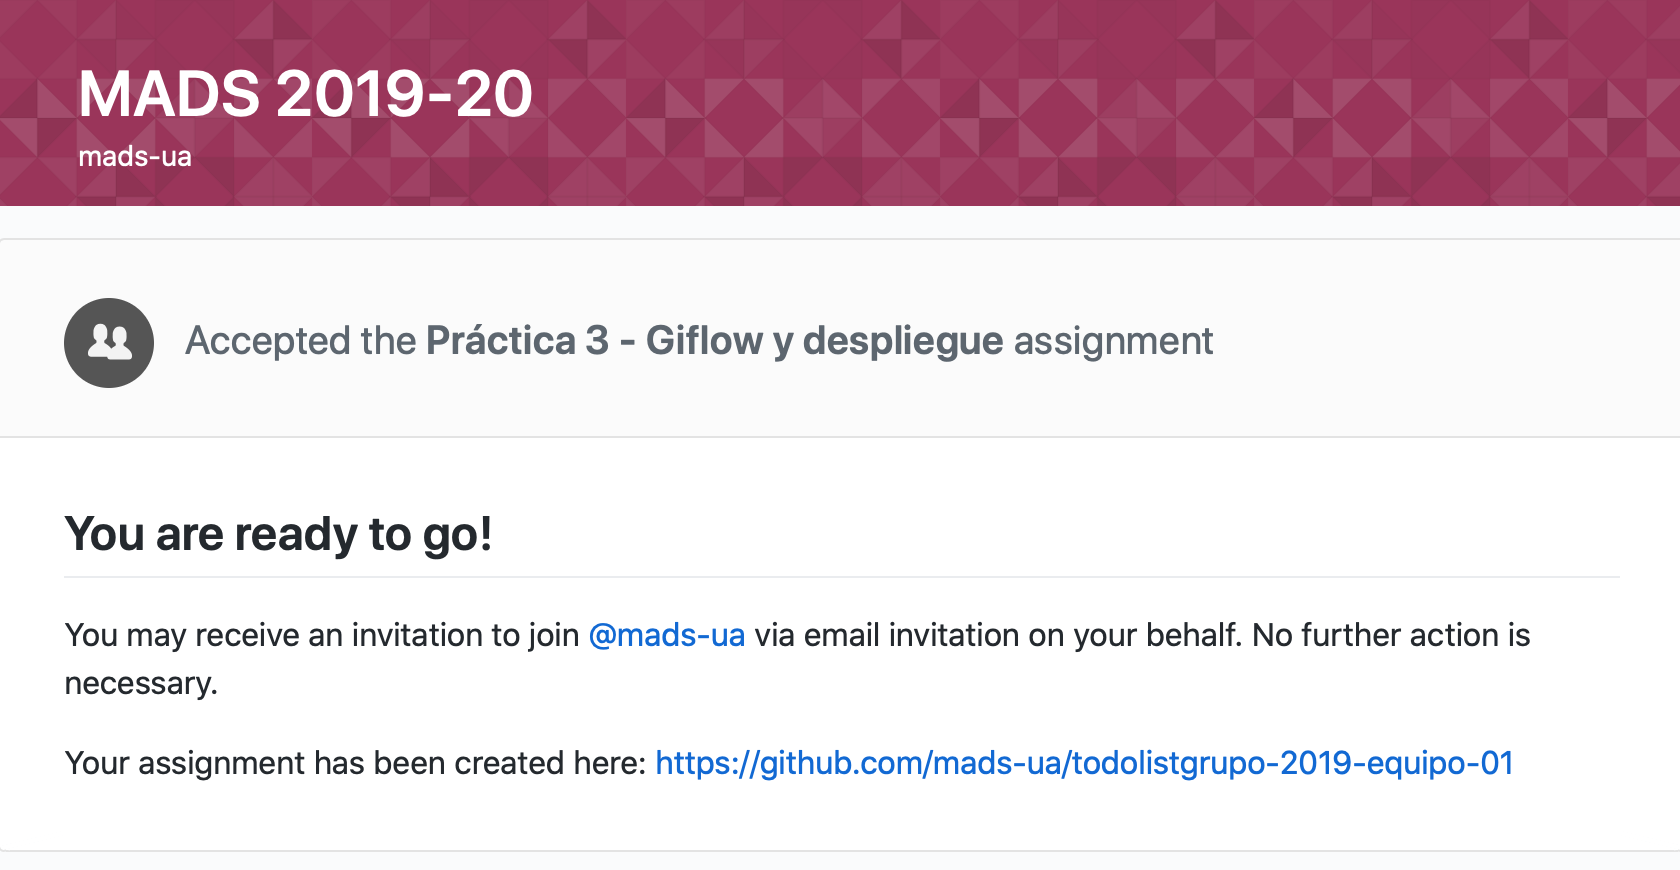 MADS 2019-20
mads-ua
Accepted the Práctica 3 - Giflow y despliegue assignment
You are ready to go!
You may receive an invitation to join @mads-ua via email invitation on your behalf. No further action is
necessary.
Your assignment has been created here: https://github.com/mads-ua/todolistgrupo-2019-equipo-01